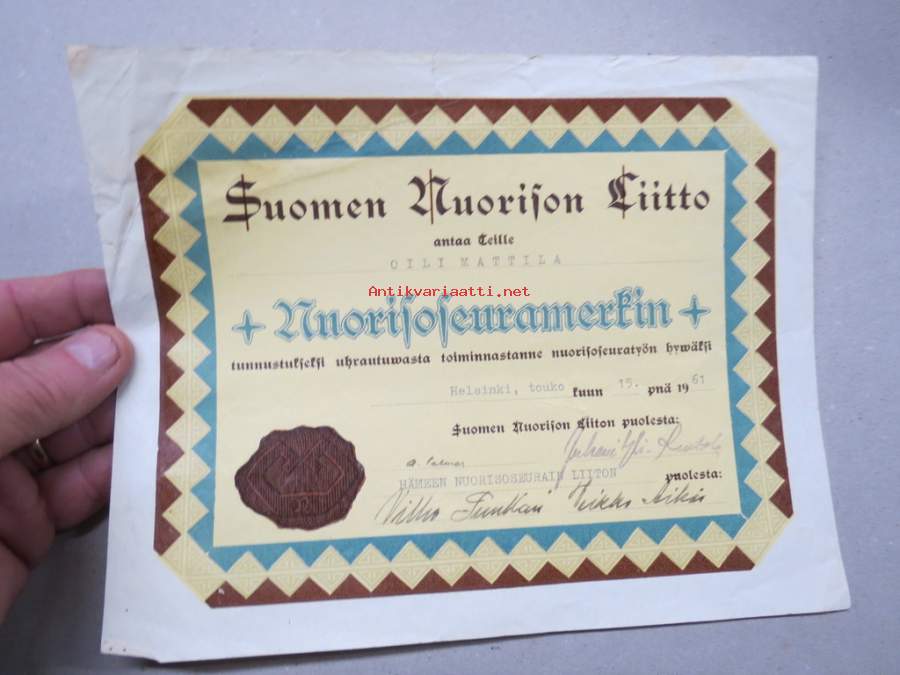 Suomen Nuorison Liitto
antaa Teille
OILI MATTILA
Antikvariaatti.net
+ Nuorisoseuramerkin +
tunnustukseksi uhrautuwasta toiminnastanne nuorisoseuratyön hywäksi
Helsinki, touko kuun 15. pnä 1961
Suomen Nuorison Liiton puolesta:
HÄMEEN NUORISOSEURAIN LIITON puolesta: